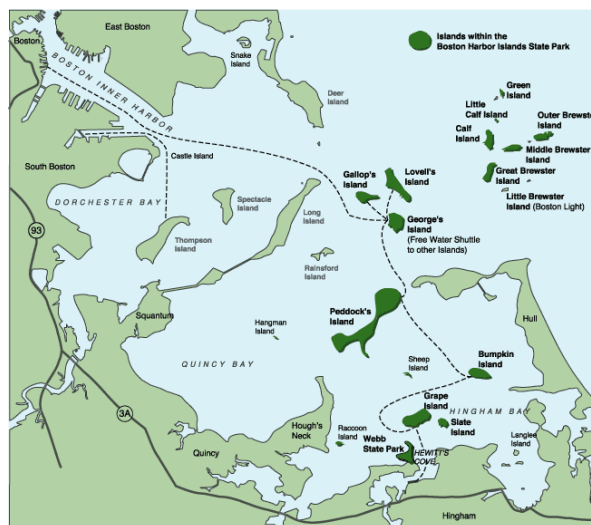 East Boston
Boston
Islands within the
Boston Harbor Islands State Park
Snake
Island
BOSTON INNER HARBOR
Deer
Island
Green
Island
Little
Calf Island
Calf
Island
Outer Brewster
Island
Middle Brewster
Island
Great Brewster
Island
Little Brewster
Island (Boston Light)
Castle Island
South Boston
Gallop's
Island
Lovell's
Island
DORCHESTER BAY
Spectacle
Island
Long
Island
George's
Island
(Free Water Shuttle
to other Islands)
93
Thompson
Island
Rainsford
Island
Squantum
Peddock's
Island
Hangman
Island
Hull
QUINCY BAY
Sheep
Island
Bumpkin
Island
3A
Grape
Island
HINGHAM BAY
Slate
Island
Hough's
Neck
Raccoon
Island
Webb
State Park
HEWITT'S
COVE
Langlee
Island
Quincy
Hingham